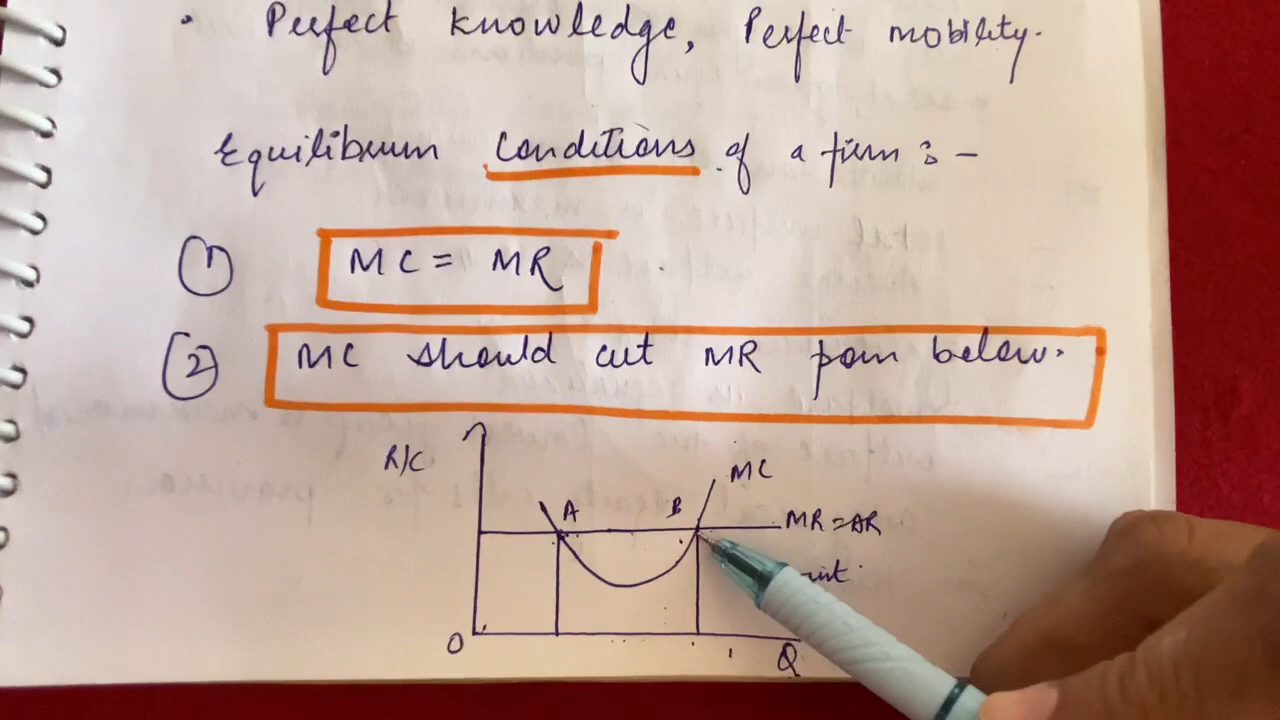 • Perfect knowledge, Perfect mobility.
Equilibrium conditions of a firm : -
① MC = MR
② MC should cut MR from below.
R/C
MC
A
B
MR = AR
O
Q